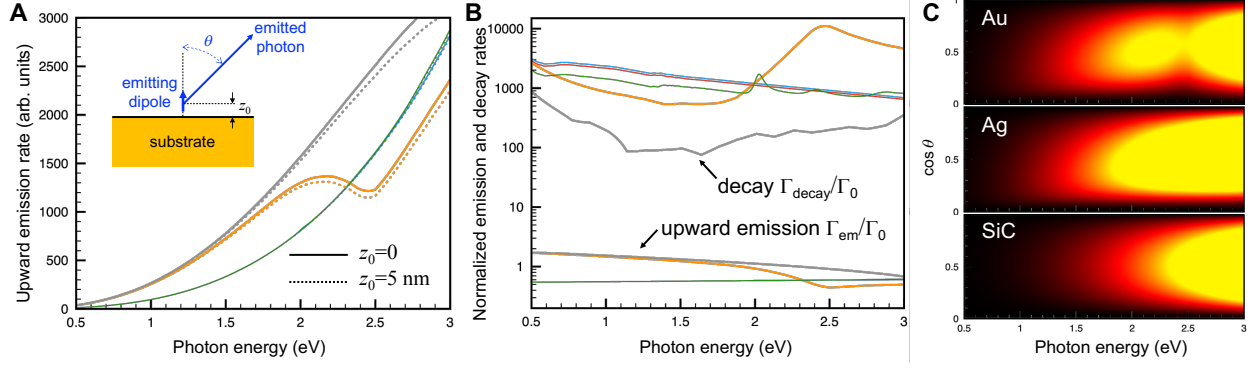 A
Upward emission rate (arb. units)
3000
2500
2000
1500
1000
500
0
0.5
1
1.5
2
2.5
3
Photon energy (eV)
θ
emitted
photon
emitting
dipole
z₀
substrate
z₀=0
z₀=5 nm
B
Normalized emission and decay rates
10000
1000
100
10
1
0.5
1
1.5
2
2.5
3
Photon energy (eV)
decay Γdecay/Γ0
upward emission Γem/Γ0
C
cos θ
Au
1
0.5
0
Ag
1
0.5
0
SiC
1
0.5
0
0.5
1
1.5
2
2.5
3
Photon energy (eV)